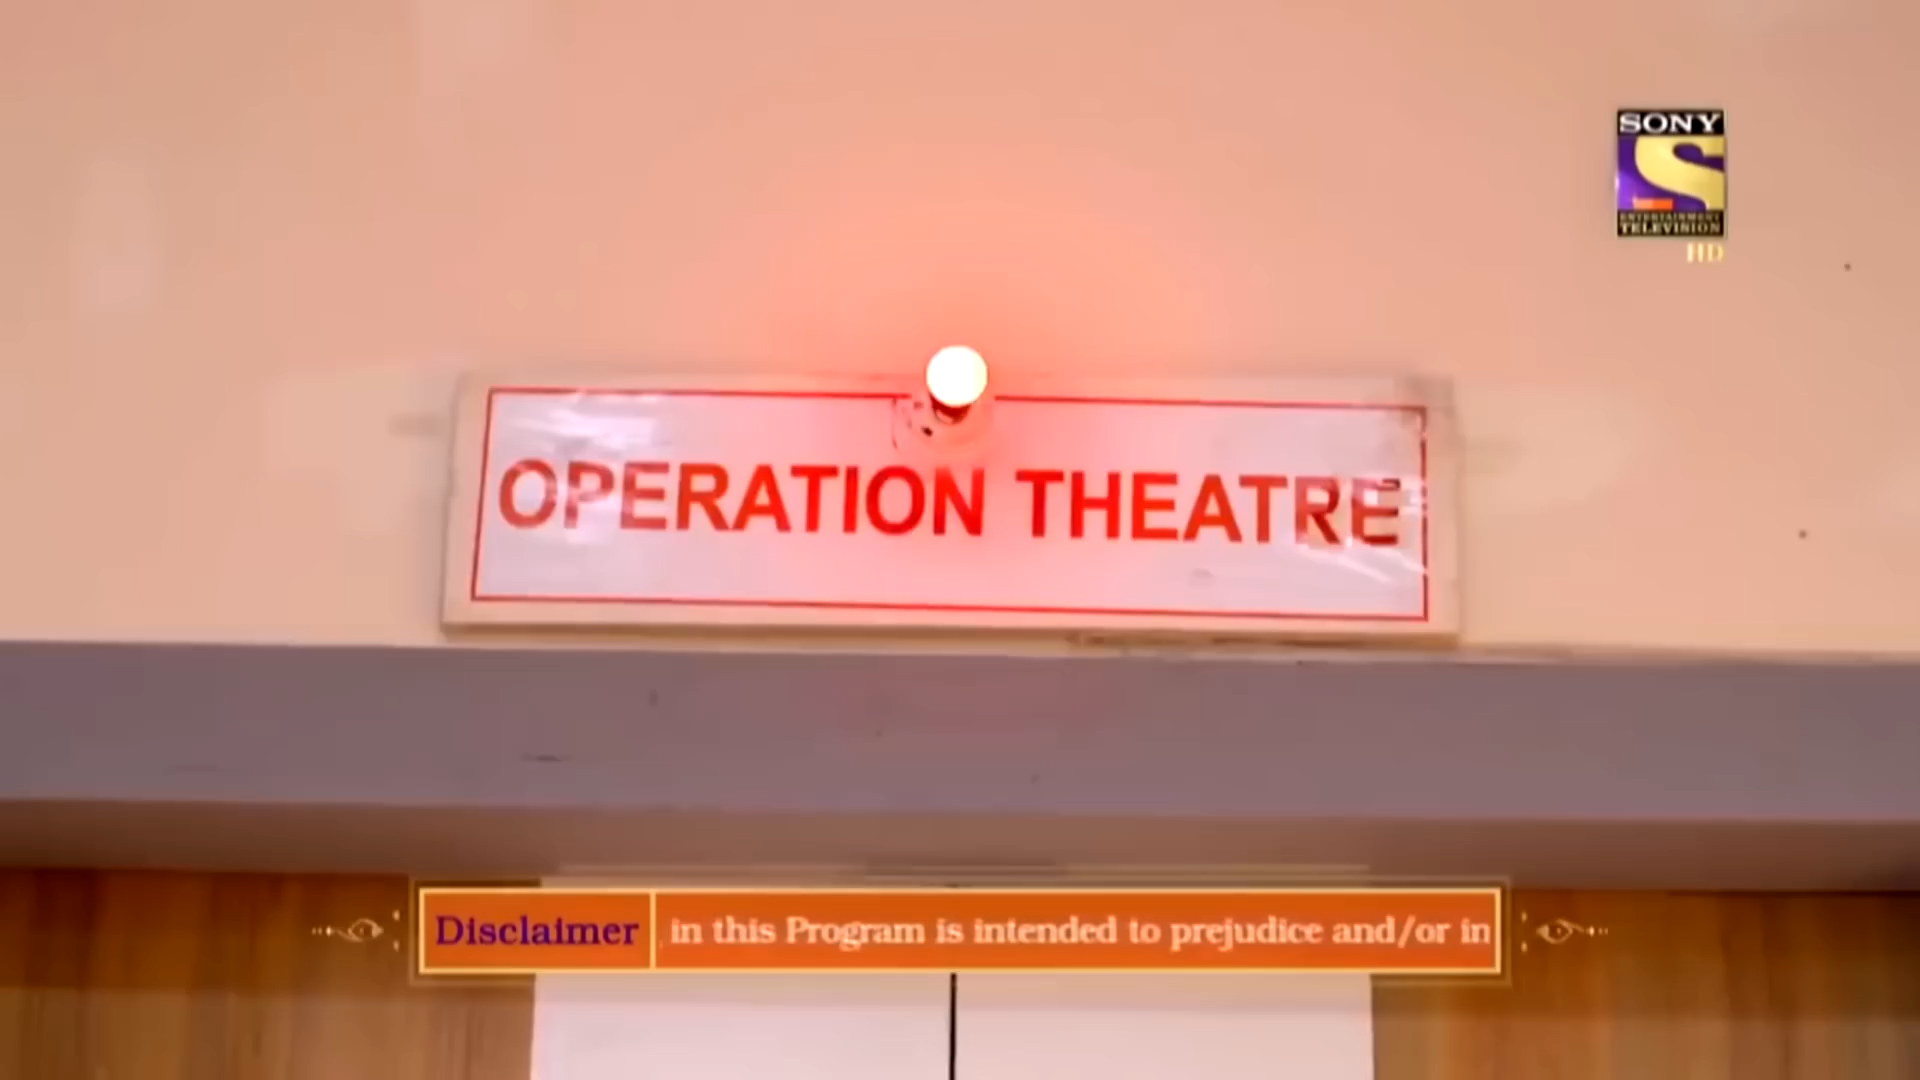 SONY
ENTERTAINMENT
TELEVISION
HD
OPERATION THEATRE
Disclaimer
in this Program is intended to prejudice and/or in